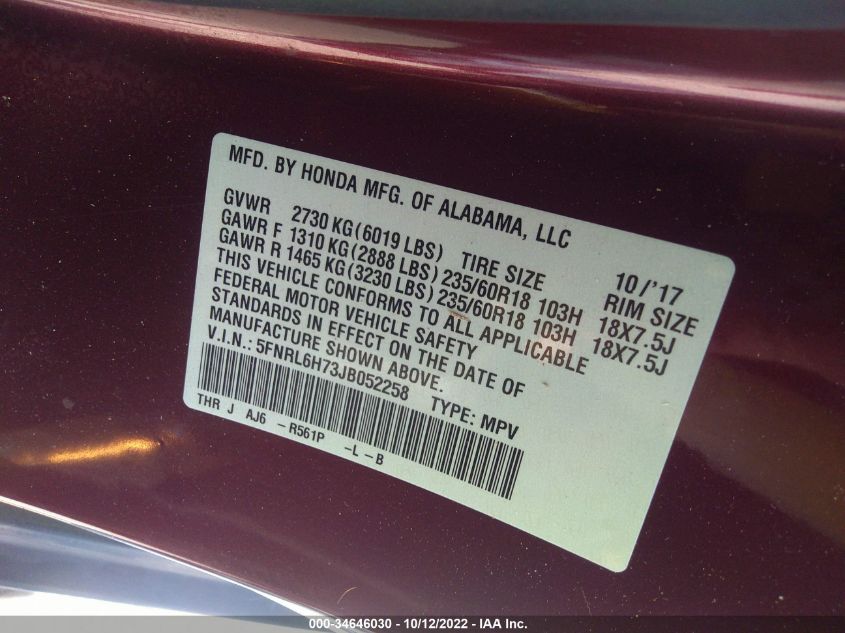 MFD. BY HONDA MFG. OF ALABAMA, LLC
10/'17
GVWR 2730 KG(6019 LBS) TIRE SIZE RIM SIZE
GAWR F 1310 KG(2888 LBS) 235/60R18 103H 18X7.5J
GAWR R 1465 KG(3230 LBS) 235/60R18 103H 18X7.5J
THIS VEHICLE CONFORMS TO ALL APPLICABLE
FEDERAL MOTOR VEHICLE SAFETY
STANDARDS IN EFFECT ON THE DATE OF
MANUFACTURE SHOWN ABOVE.
V.I.N.: 5FNRL6H73JB052258 TYPE: MPV
THR J AJ6 -R561P -L-B
000-34646030 - 10/12/2022 - IAA Inc.